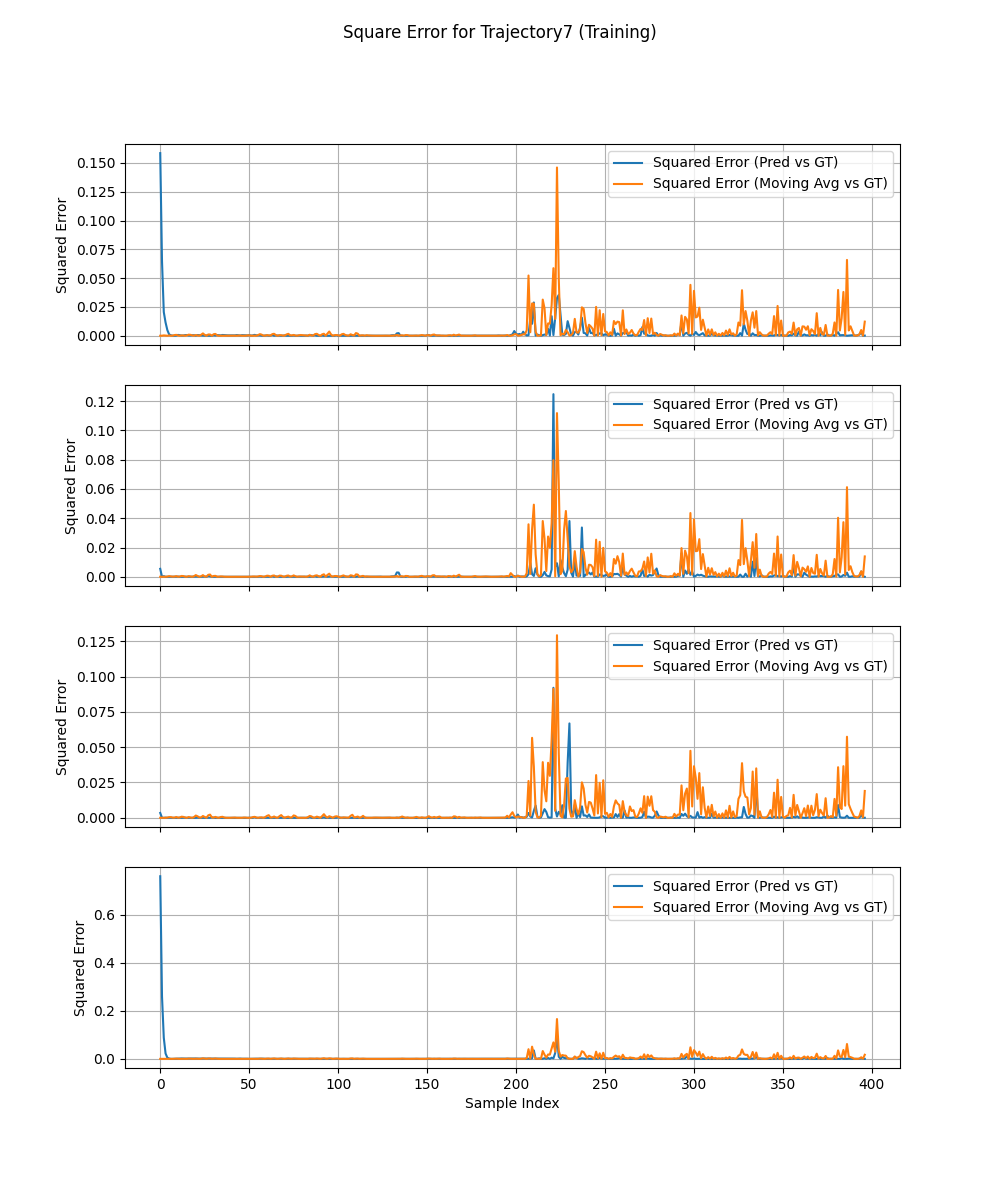 Square Error for Trajectory7 (Training)
Squared Error (Pred vs GT)
Squared Error (Moving Avg vs GT)
Squared Error
0.150
0.125
0.100
0.075
0.050
0.025
0.000
Squared Error (Pred vs GT)
Squared Error (Moving Avg vs GT)
Squared Error
0.12
0.10
0.08
0.06
0.04
0.02
0.00
Squared Error (Pred vs GT)
Squared Error (Moving Avg vs GT)
Squared Error
0.125
0.100
0.075
0.050
0.025
0.000
Squared Error (Pred vs GT)
Squared Error (Moving Avg vs GT)
Squared Error
0.6
0.4
0.2
0.0
0 50 100 150 200 250 300 350 400
Sample Index